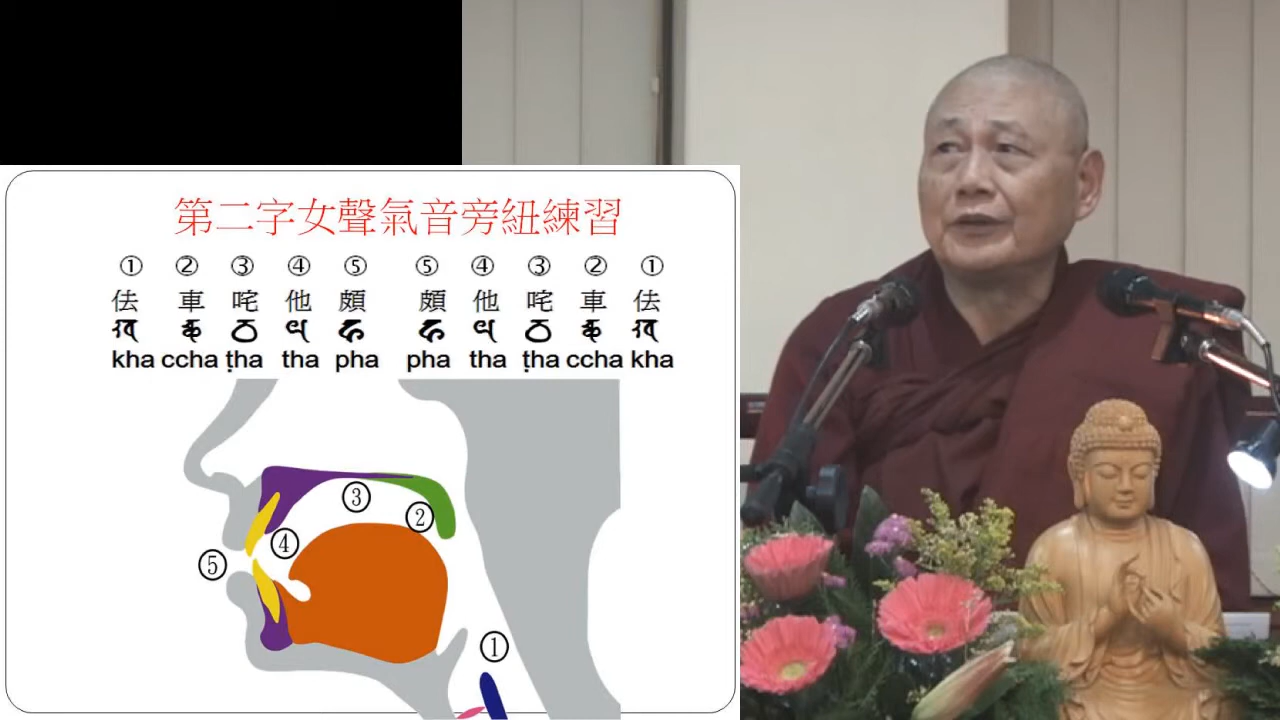 第二字女聲氣音旁紐練習
① ② ③ ④ ⑤ ⑤ ④ ③ ② ①
佉 車 咤 他 頗 頗 他 咤 車 佉
kha ccha ṭha tha pha pha tha ṭha ccha kha
③
②
④
⑤
①